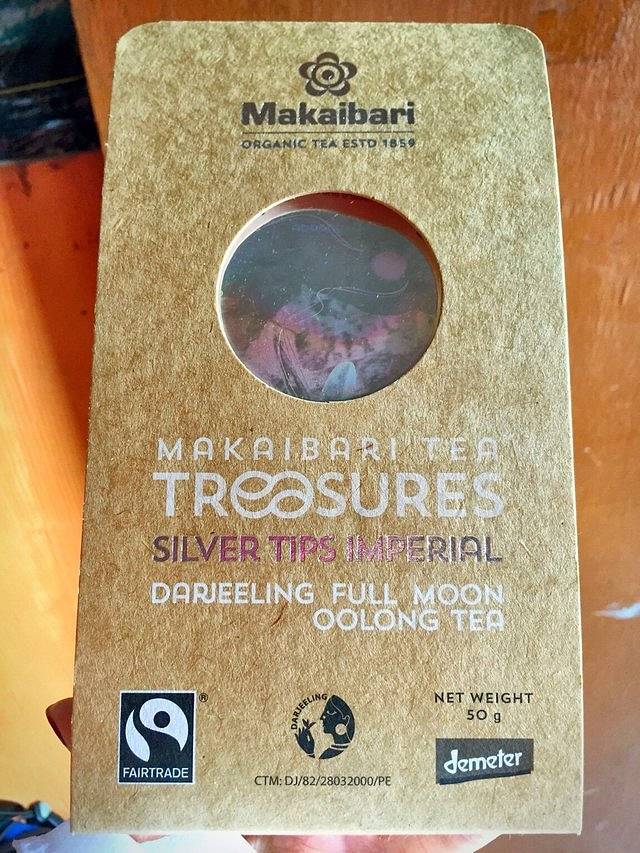 Makaibari
ORGANIC TEA ESTD 1859
MAKAIBARI TEA
TREASURES
SILVER TIPS IMPERIAL
DARJEELING FULL MOON
OOLONG TEA
FAIRTRADE
®
DARJEELING
CTM: DJ/82/28032000/PE
NET WEIGHT
50 g
demeter